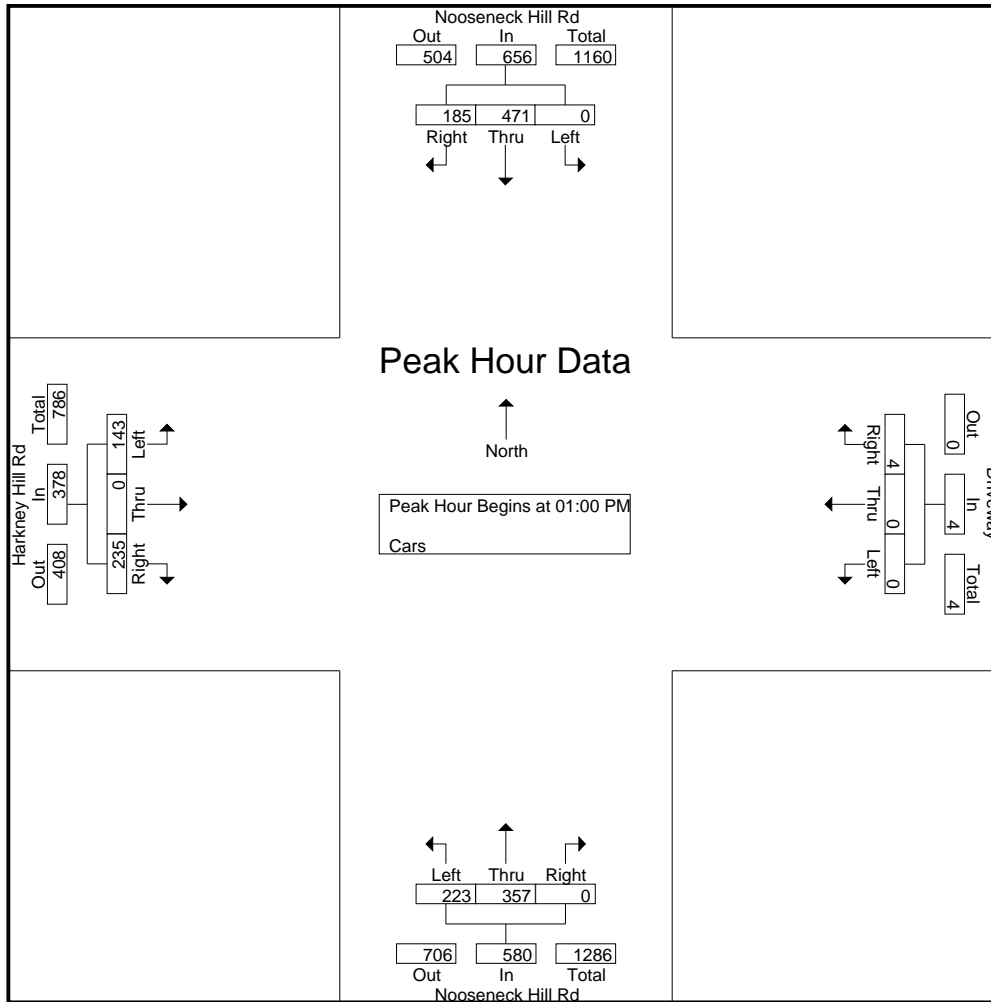 Nooseneck Hill Rd
Out In Total
504 656 1160
185 471 0
Right Thru Left
Peak Hour Data
North
Peak Hour Begins at 01:00 PM
Cars
Harkney Hill Rd
Out In Total
408 378 786
Left Thru Right
143 0 235
Driveway
Out In Total
0 4 4
Right Thru Left
4 0 0
Left Thru Right
223 357 0
706 580 1286
Out In Total
Nooseneck Hill Rd